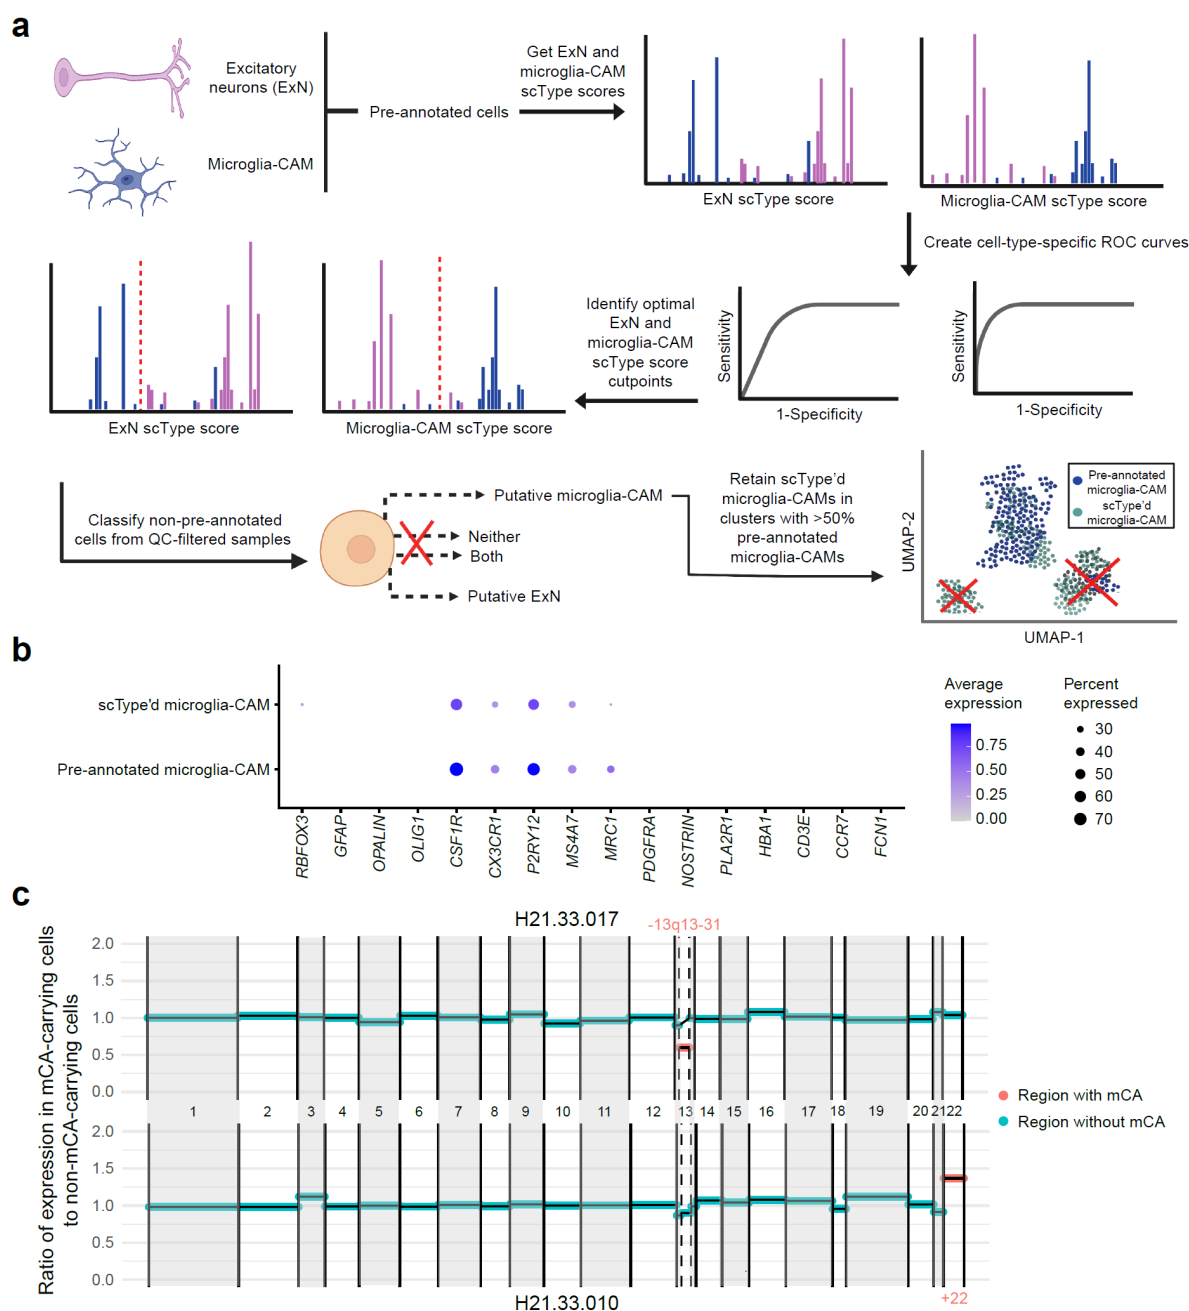 a
Excitatory
neurons (ExN)
Microglia-CAM
Pre-annotated cells
Get ExN and
microglia-CAM
scType scores
ExN scType score
Microglia-CAM scType score
Create cell-type-specific ROC curves
Sensitivity
1-Specificity
Sensitivity
1-Specificity
Identify optimal
ExN and
microglia-CAM
scType score
cutpoints
ExN scType score
Microglia-CAM scType score
Classify non-pre-annotated
cells from QC-filtered samples
Putative microglia-CAM
Neither
Both
Putative ExN
Retain scType'd
microglia-CAMs in
clusters with >50%
pre-annotated
microglia-CAMs
Pre-annotated
microglia-CAM
scType'd
microglia-CAM
UMAP-2
UMAP-1
b
scType'd microglia-CAM
Pre-annotated microglia-CAM
RBFOX3
GFAP
OPALIN
OLIG1
CSF1R
CX3CR1
P2RY12
MS4A7
MRC1
PDGFRA
NOSTRIN
PLA2R1
HBA1
CD3E
CCR7
FCN1
Average
expression
0.75
0.50
0.25
0.00
Percent
expressed
30
40
50
60
70
c
H21.33.017
-13q13-31
Ratio of expression in mCA-carrying cells
to non-mCA-carrying cells
2.0
1.5
1.0
0.5
0.0
1 2 3 4 5 6 7 8 9 10 11 12 13 14 15 16 17 18 19 20 21 22
2.0
1.5
1.0
0.5
0.0
Region with mCA
Region without mCA
H21.33.010
+22